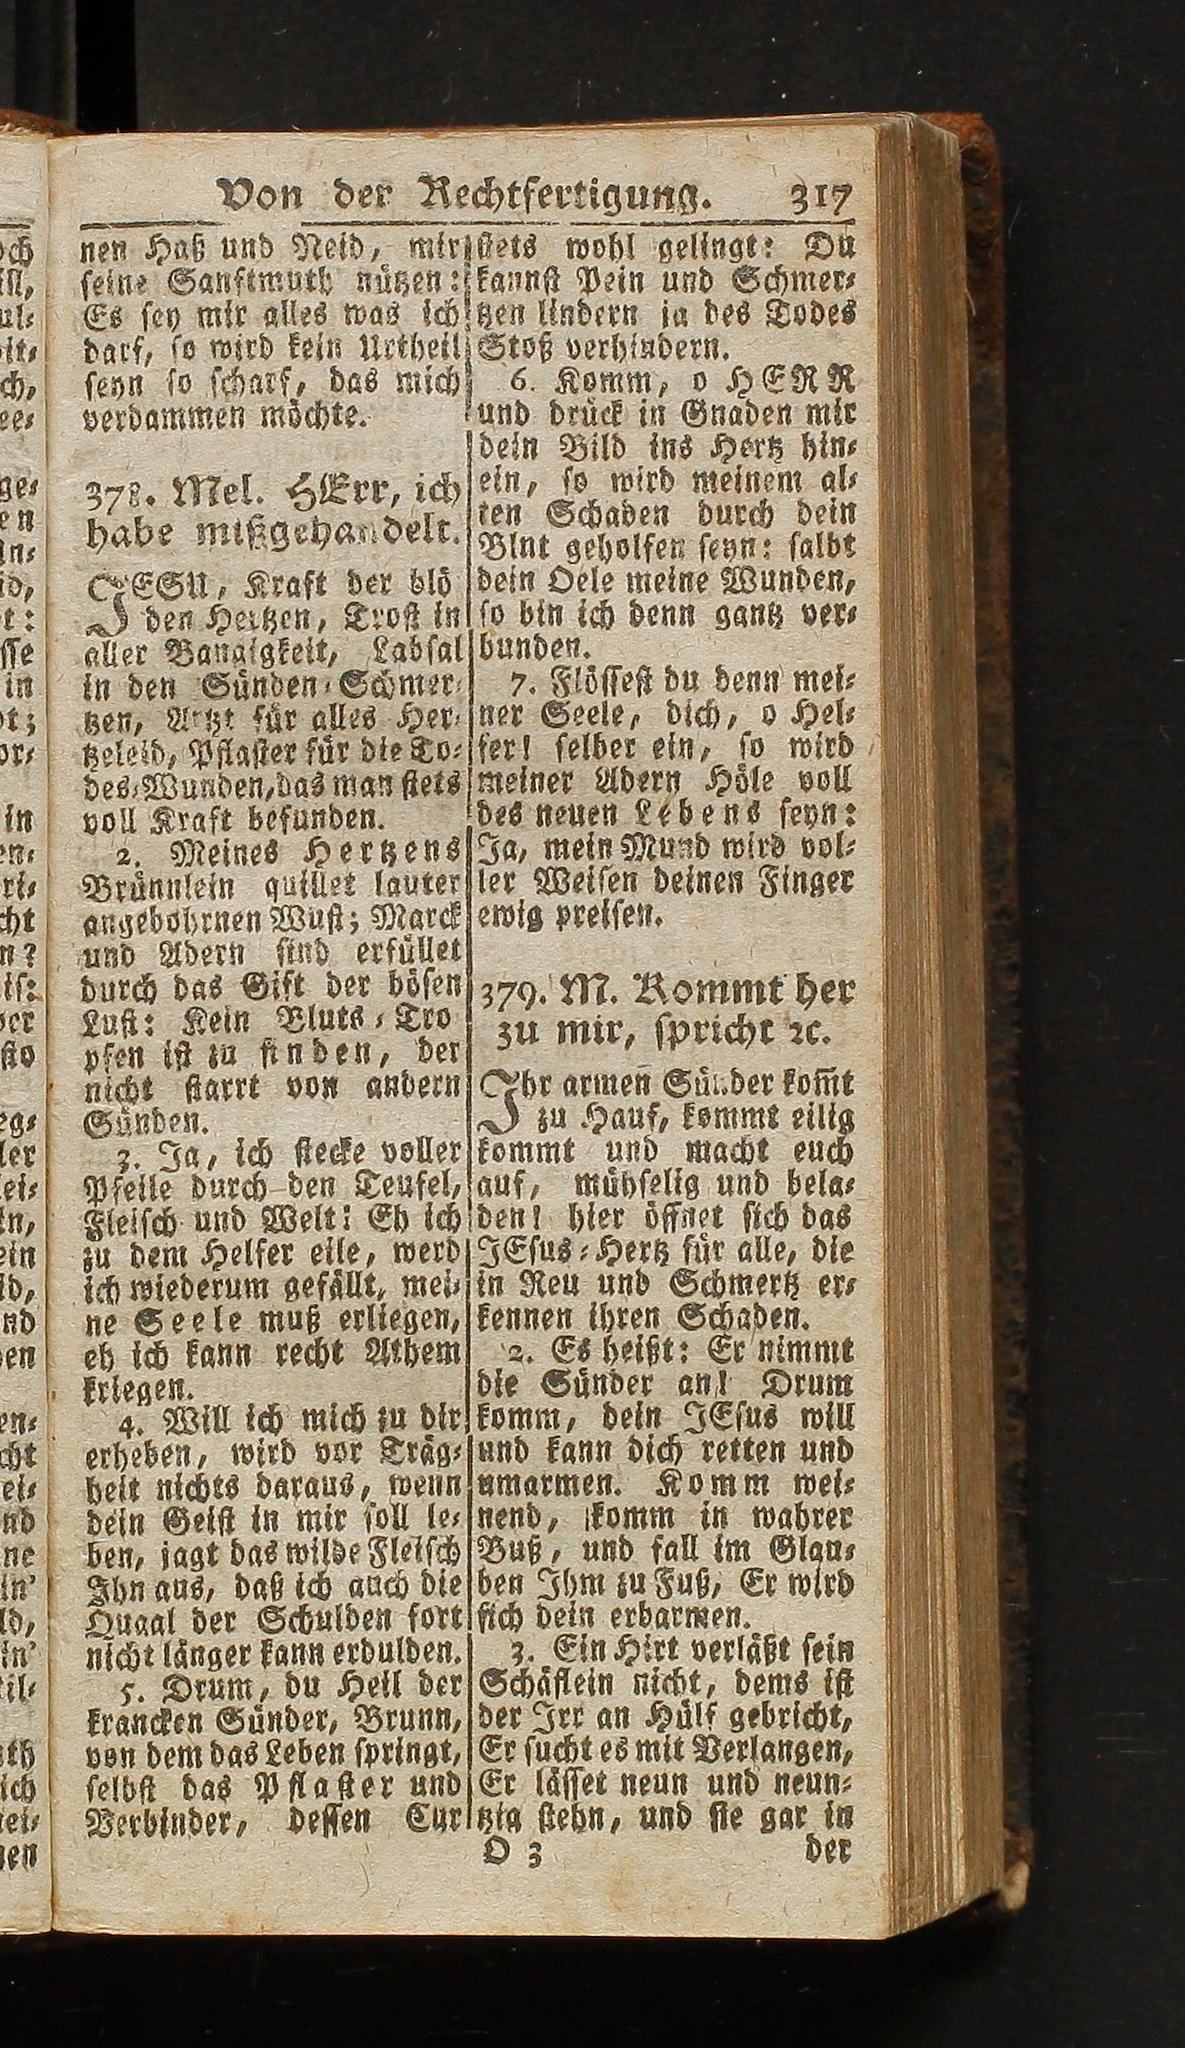 Von der Rechtfertigung. 317
nen Haß und Neid, mir
seine Sanftmuth nützen:
Es sey mir alles was ich
darf, so wird kein Urtheil
seyn so scharf, das mich
verdammen möchte.
378. Mel. HErr, ich
habe mißgehandelt.
JESU, Kraft der blö
den Hertzen, Trost in
aller Bangigkeit, Labsal
in den Sünden-Schmer-
tzen, Artzt für alles Her-
tzeleid, Pflaster für die To-
des-Wunden, das man stets
voll Kraft befunden.
2. Meines Hertzens
Brünnlein quillet lauter
angebohrnen Wust; Marck
und Adern sind erfüllet
durch das Gift der bösen
Lust: Kein Bluts-Tro
pfen ist zu finden, der
nicht starrt von andern
Sünden.
3. Ja, ich stecke voller
Pfeile durch den Teufel,
Fleisch und Welt: Eh ich
zu dem Helfer eile, werd
ich wiederum gefällt, mei-
ne Seele muß erliegen,
eh ich kann recht Athem
kriegen.
4. Will ich mich zu dir
erheben, wird vor Träg-
heit nichts daraus, wenn
dein Geist in mir soll le-
ben, jagt das wilde Fleisch
Ihn aus, daß ich auch die
Quaal der Schulden fort
nicht länger kann erdulden.
5. Drum, du Heil der
krancken Sünder, Brunn,
von dem das Leben springt,
selbst das Pflaster und
Verbinder, dessen Cur
stets wohl gelingt: Du
kannst Pein und Schmer-
tzen lindern ja des Todes
Stoß verhindern.
6. Komm, o HERR
und drück in Gnaden mir
dein Bild ins Hertz hin-
ein, so wird meinem al-
ten Schaden durch dein
Blnt geholfen seyn: salbt
dein Oele meine Wunden,
so bin ich denn gantz ver-
bunden.
7. Flössest du denn mei-
ner Seele, dich, o Hel-
fer! selber ein, so wird
meiner Adern Höle voll
des neuen Lebens seyn:
Ja, mein Mund wird vol-
ler Weisen deinen Finger
ewig preisen.
379. M. Kommt her
zu mir, spricht ꝛc.
Ihr armen̅ Sünder kom̅t
zu Hauf, kommt eilig
kommt und macht euch
auf, mühselig und bela-
den! hier öffnet sich das
JEsus-Hertz für alle, die
in Reu und Schmertz er-
kennen ihren Schaden.
2. Es heißt: Er nimmt
die Sünder an! Drum
komm, dein JEsus will
und kann dich retten und
umarmen. Komm wei-
nend, komm in wahrer
Buß, und fall im Glau-
ben Ihm zu Fuß, Er wird
sich dein erbarmen.
3. Ein Hirt verläßt sein
Schäflein nicht, dems ist
der Irr an Hülf gebricht,
Er sucht es mit Verlangen,
Er lässet neun und neun-
tzig stehn, und sie gar in
O 3 der